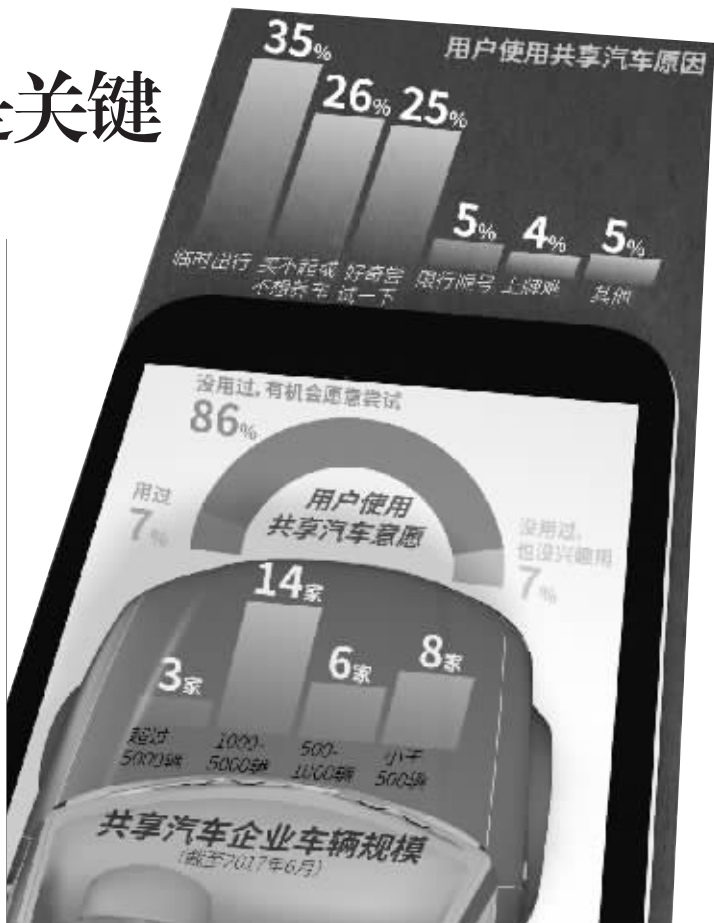 关键
用户使用共享汽车原因
35%
26%
25%
5%
4%
5%
临时出行
买不起或
不想养车
好奇尝
试一下
限行限号
上牌难
其他
没用过,有机会愿意尝试
86%
用过
7%
用户使用
共享汽车意愿
没用过,
也没兴趣用
7%
3家
14家
6家
8家
超过
5000辆
1000-
5000辆
500-
1000辆
小于
500辆
共享汽车企业车辆规模
(截至2017年6月)